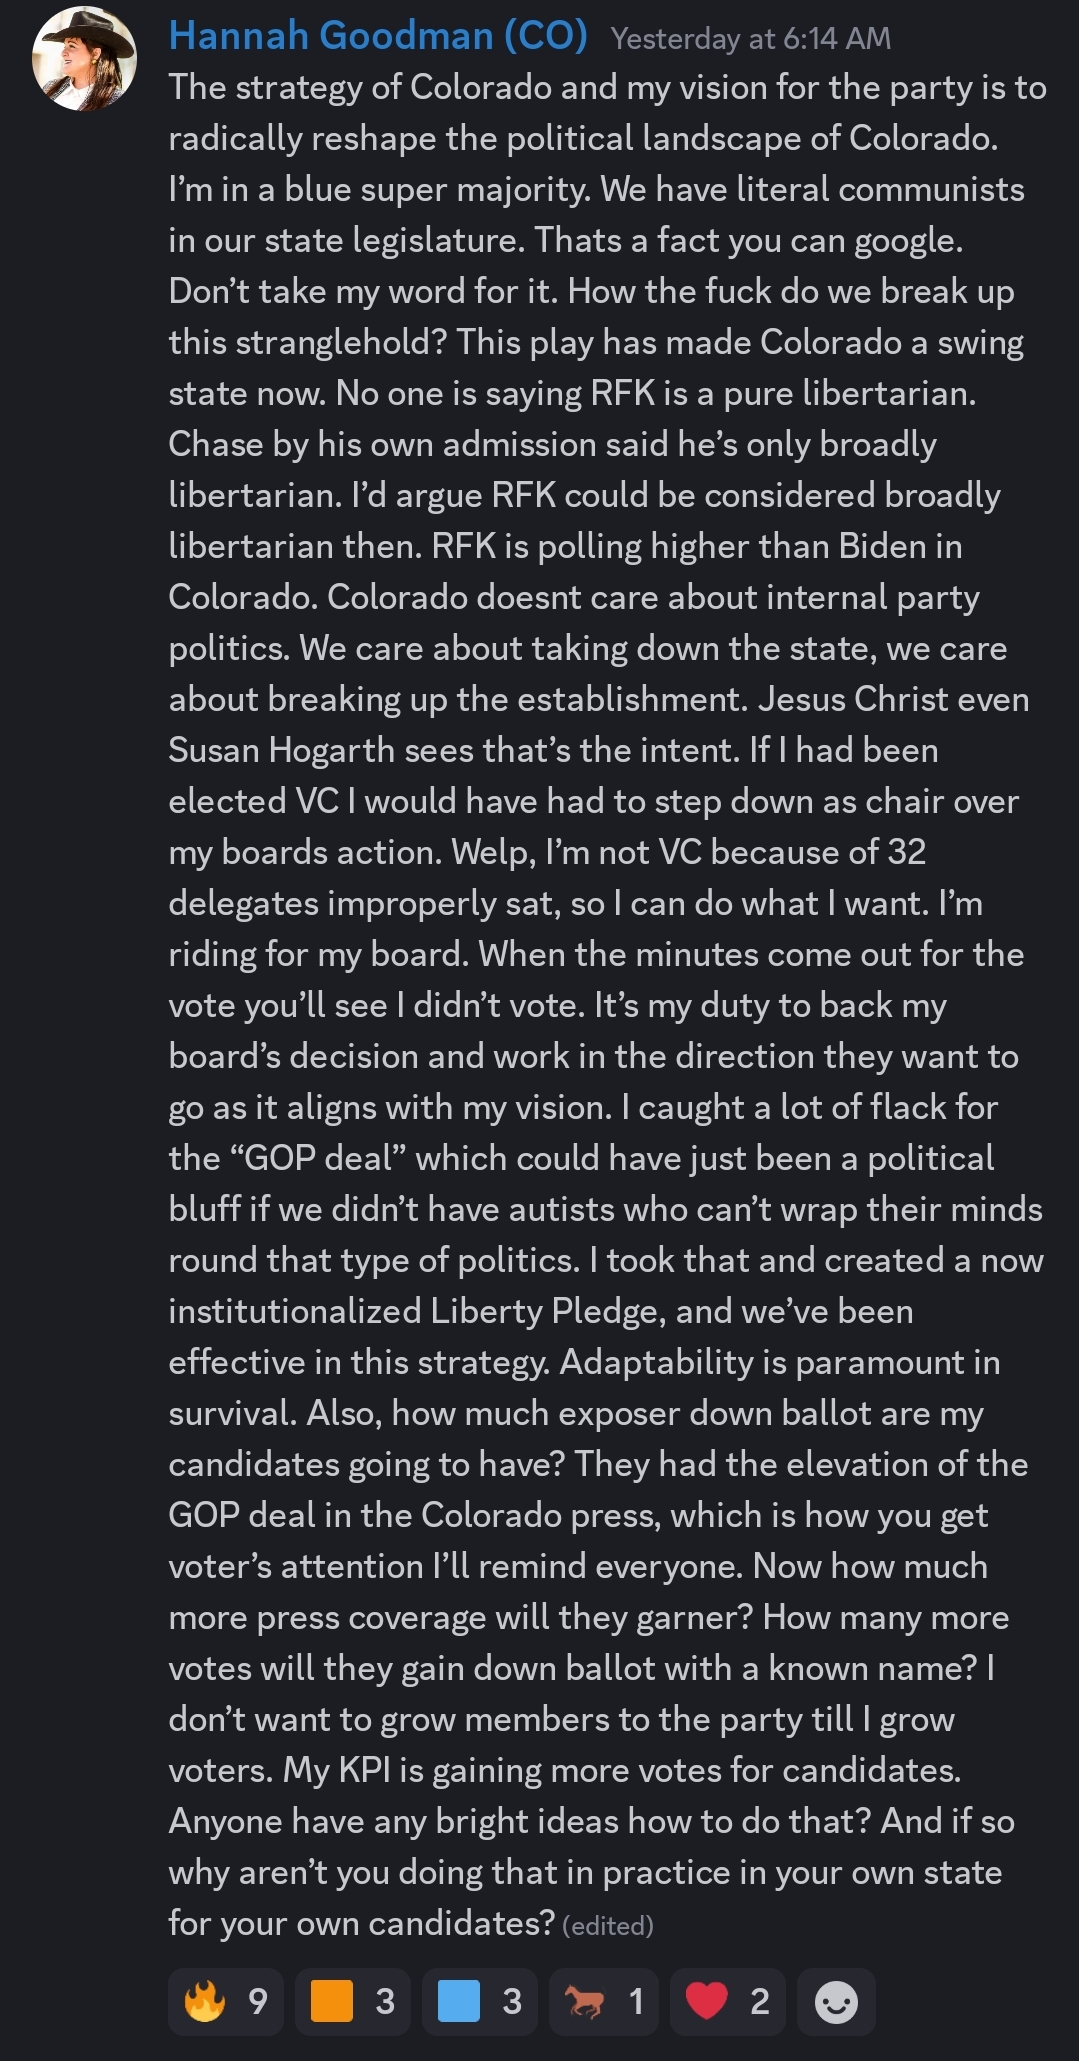 Hannah Goodman (CO) Yesterday at 6:14 AM
The strategy of Colorado and my vision for the party is to
radically reshape the political landscape of Colorado.
I’m in a blue super majority. We have literal communists
in our state legislature. Thats a fact you can google.
Don’t take my word for it. How the fuck do we break up
this stranglehold? This play has made Colorado a swing
state now. No one is saying RFK is a pure libertarian.
Chase by his own admission said he’s only broadly
libertarian. I’d argue RFK could be considered broadly
libertarian then. RFK is polling higher than Biden in
Colorado. Colorado doesnt care about internal party
politics. We care about taking down the state, we care
about breaking up the establishment. Jesus Christ even
Susan Hogarth sees that’s the intent. If I had been
elected VC I would have had to step down as chair over
my boards action. Welp, I’m not VC because of 32
delegates improperly sat, so I can do what I want. I’m
riding for my board. When the minutes come out for the
vote you’ll see I didn’t vote. It’s my duty to back my
board’s decision and work in the direction they want to
go as it aligns with my vision. I caught a lot of flack for
the “GOP deal” which could have just been a political
bluff if we didn’t have autists who can’t wrap their minds
round that type of politics. I took that and created a now
institutionalized Liberty Pledge, and we’ve been
effective in this strategy. Adaptability is paramount in
survival. Also, how much exposer down ballot are my
candidates going to have? They had the elevation of the
GOP deal in the Colorado press, which is how you get
voter’s attention I’ll remind everyone. Now how much
more press coverage will they garner? How many more
votes will they gain down ballot with a known name? I
don’t want to grow members to the party till I grow
voters. My KPI is gaining more votes for candidates.
Anyone have any bright ideas how to do that? And if so
why aren’t you doing that in practice in your own state
for your own candidates? (edited)
9 3 3 1 2